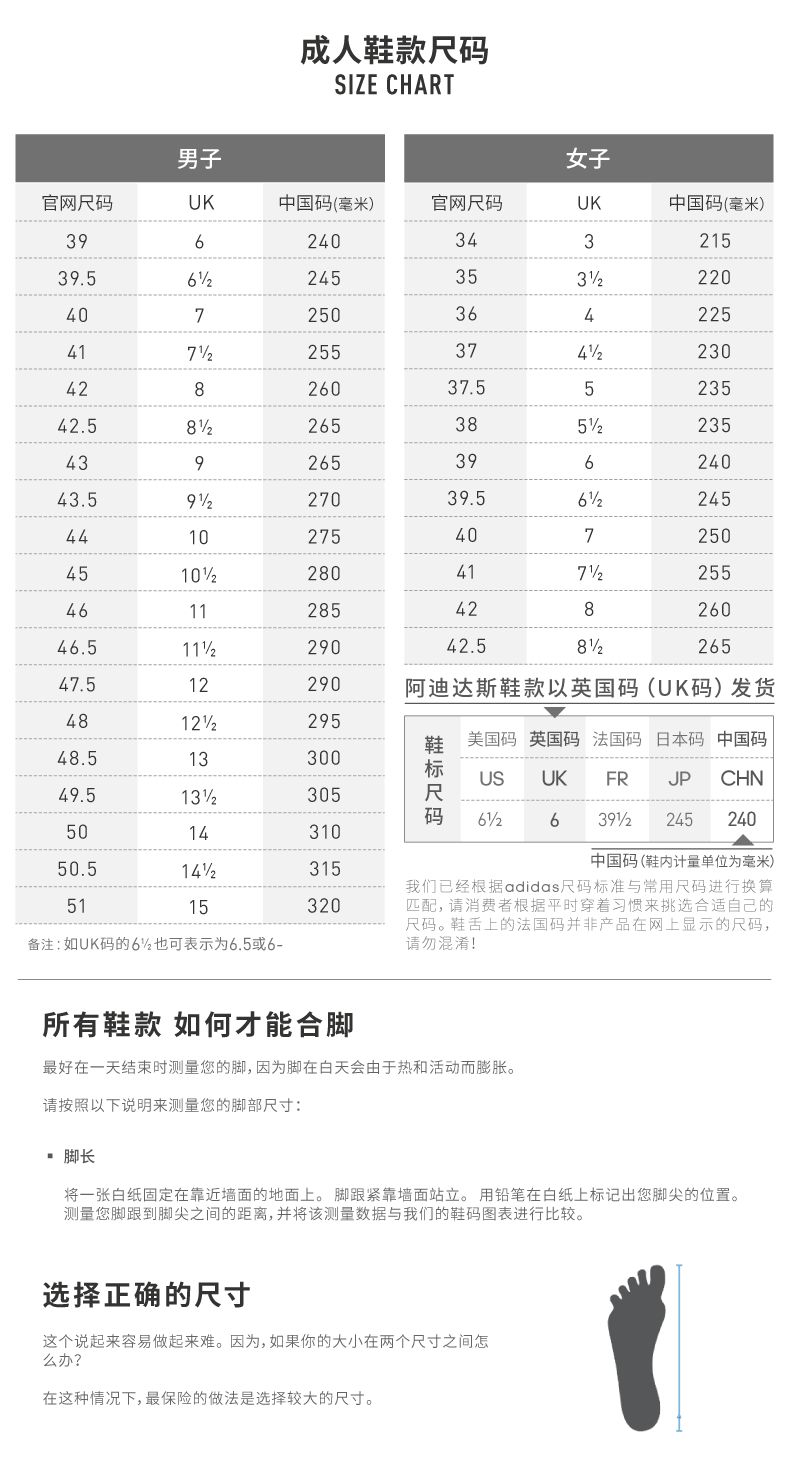 成人鞋款尺码
SIZE CHART
男子
官网尺码 UK 中国码(毫米)
39 6 240
39.5 6½ 245
40 7 250
41 7½ 255
42 8 260
42.5 8½ 265
43 9 265
43.5 9½ 270
44 10 275
45 10½ 280
46 11 285
46.5 11½ 290
47.5 12 290
48 12½ 295
48.5 13 300
49.5 13½ 305
50 14 310
50.5 14½ 315
51 15 320
备注:如UK码的6½也可表示为6.5或6-
女子
官网尺码 UK 中国码(毫米)
34 3 215
35 3½ 220
36 4 225
37 4½ 230
37.5 5 235
38 5½ 235
39 6 240
39.5 6½ 245
40 7 250
41 7½ 255
42 8 260
42.5 8½ 265
阿迪达斯鞋款以英国码(UK码)发货
鞋标尺码
美国码 英国码 法国码 日本码 中国码
US UK FR JP CHN
6½ 6 39½ 245 240
中国码(鞋内计量单位为毫米)
我们已经根据adidas尺码标准与常用尺码进行换算
匹配,请消费者根据平时穿着习惯来挑选合适自己的
尺码。鞋舌上的法国码并非产品在网上显示的尺码,
请勿混淆!
所有鞋款 如何才能合脚
最好在一天结束时测量您的脚,因为脚在白天会由于热和活动而膨胀。
请按照以下说明来测量您的脚部尺寸:
▪ 脚长
将一张白纸固定在靠近墙面的地面上。 脚跟紧靠墙面站立。 用铅笔在白纸上标记出您脚尖的位置。
测量您脚跟到脚尖之间的距离,并将该测量数据与我们的鞋码图表进行比较。
选择正确的尺寸
这个说起来容易做起来难。因为,如果你的大小在两个尺寸之间怎
么办?
在这种情况下,最保险的做法是选择较大的尺寸。